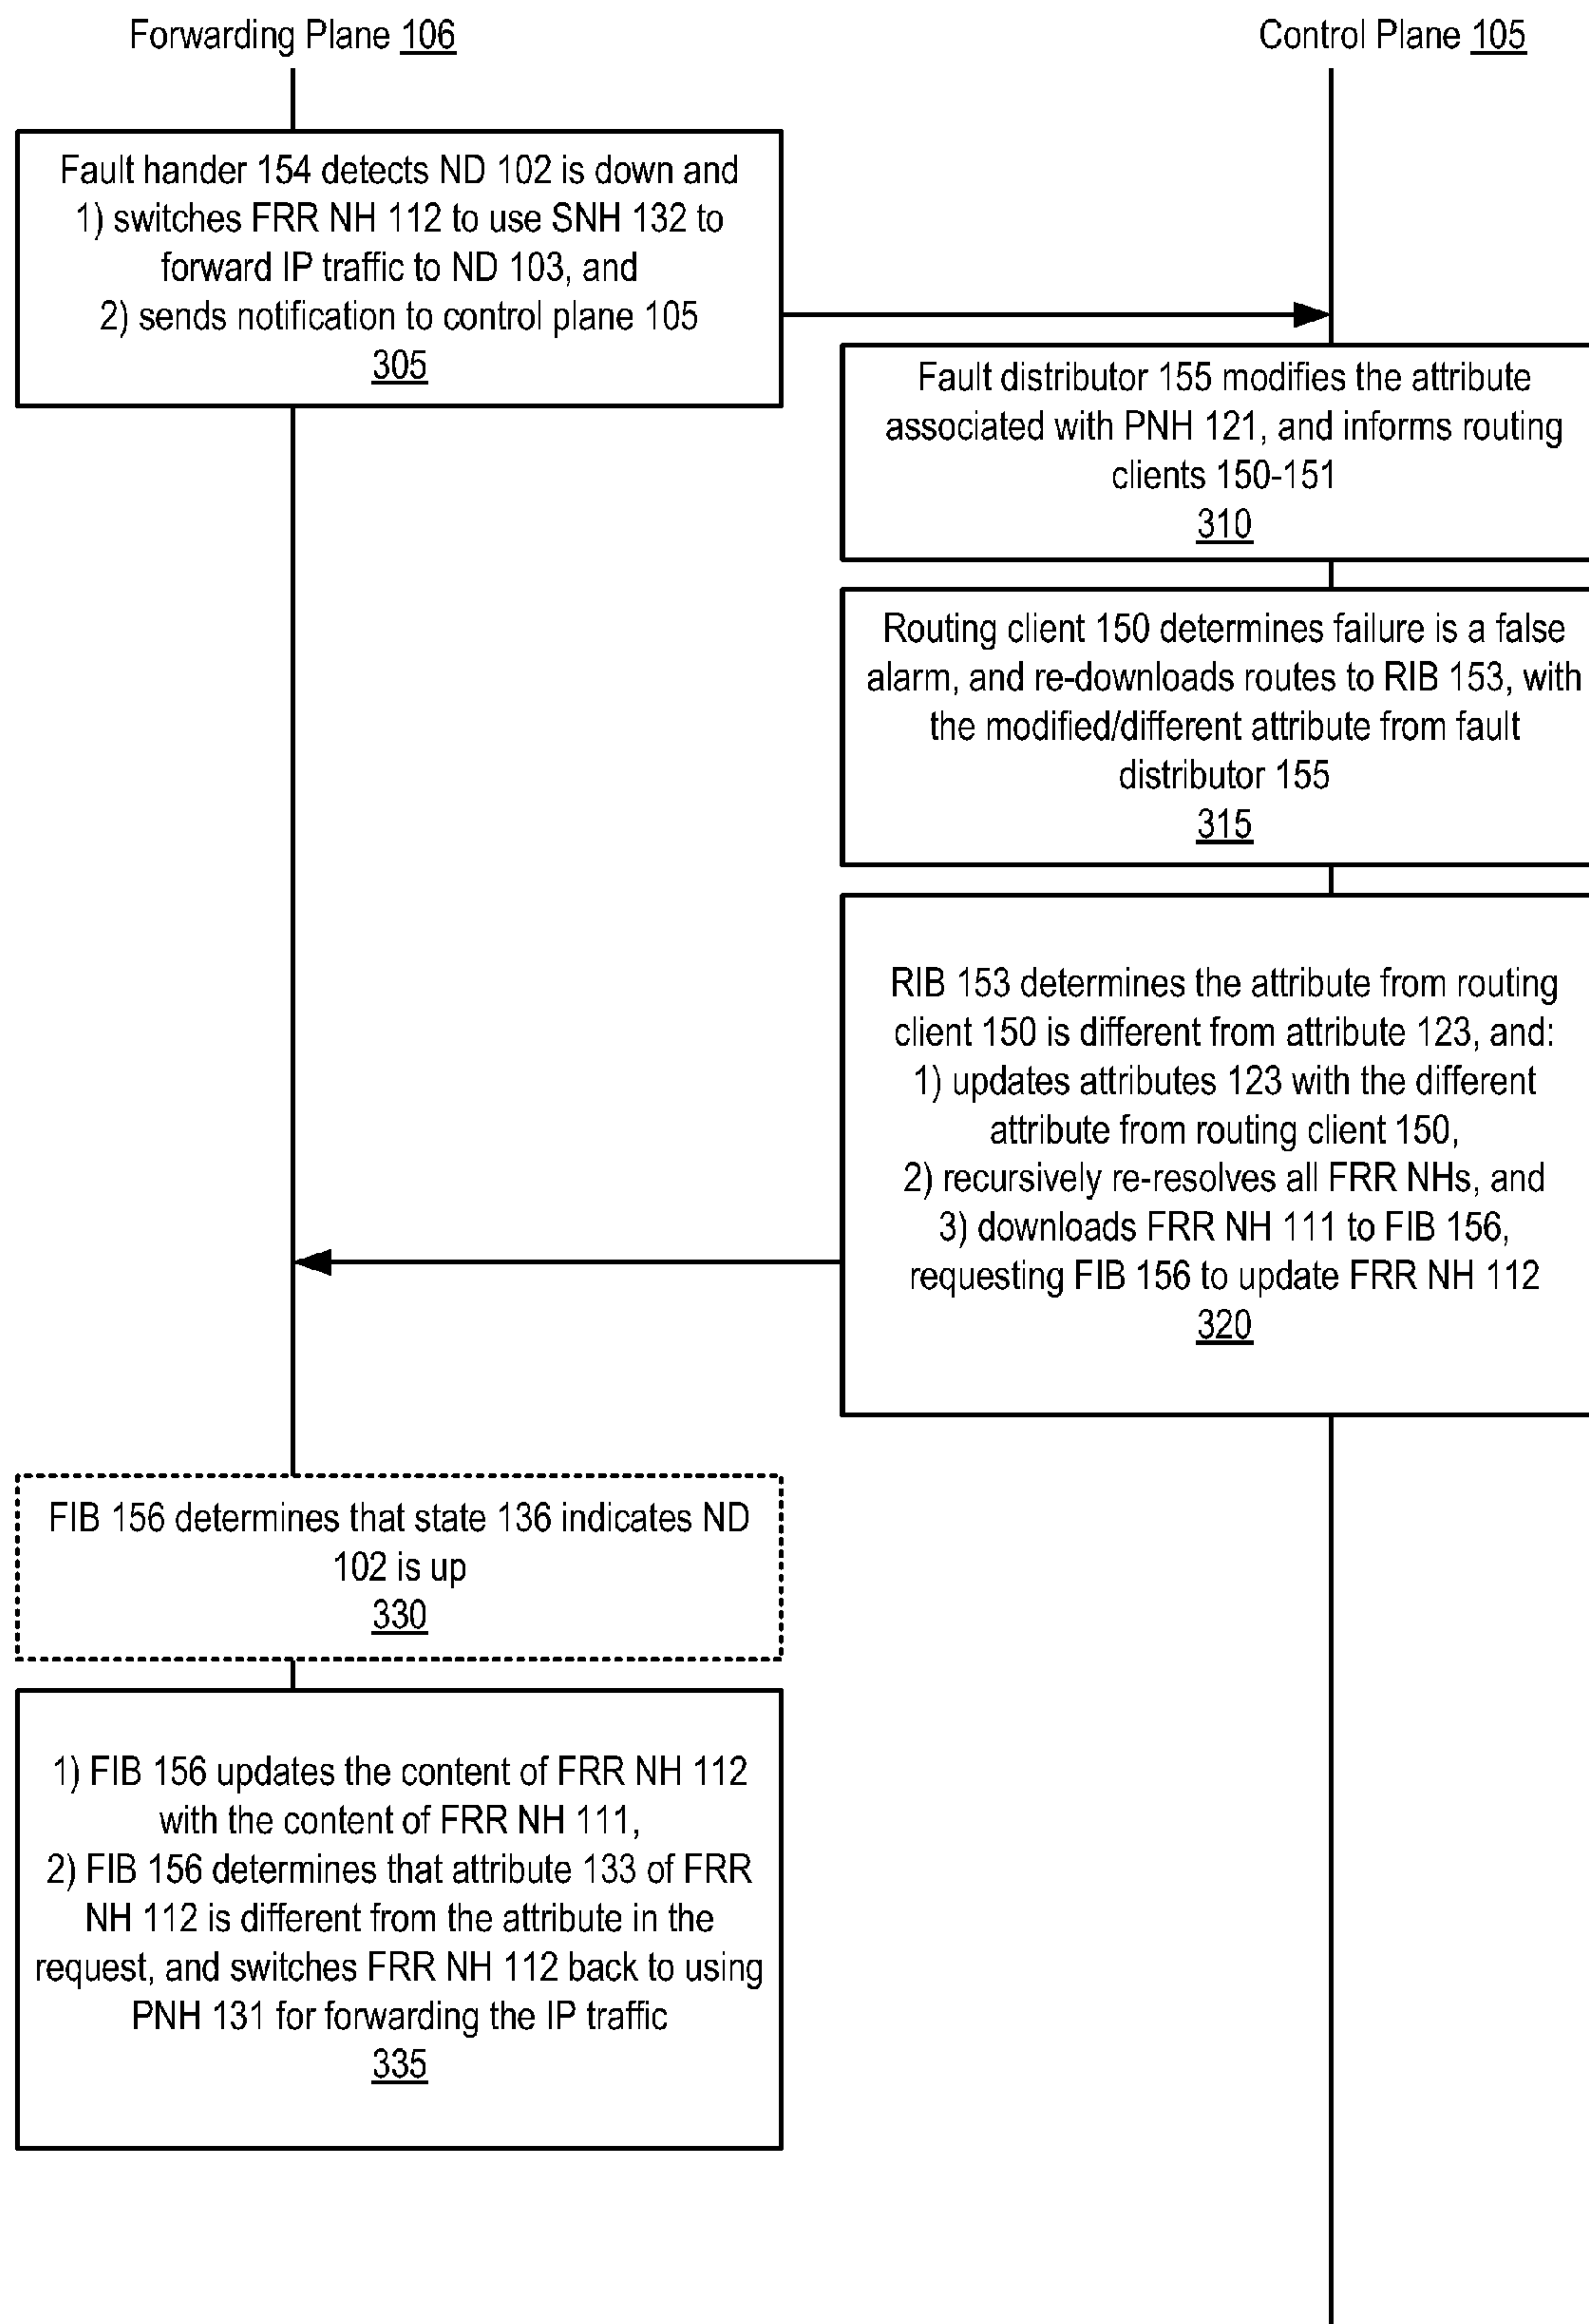 Forwarding Plane 106
Control Plane 105
Fault hander 154 detects ND 102 is down and
1) switches FRR NH 112 to use SNH 132 to
forward IP traffic to ND 103, and
2) sends notification to control plane 105
305
Fault distributor 155 modifies the attribute
associated with PNH 121, and informs routing
clients 150-151
310
Routing client 150 determines failure is a false
alarm, and re-downloads routes to RIB 153, with
the modified/different attribute from fault
distributor 155
315
RIB 153 determines the attribute from routing
client 150 is different from attribute 123, and:
1) updates attributes 123 with the different
attribute from routing client 150,
2) recursively re-resolves all FRR NHs, and
3) downloads FRR NH 111 to FIB 156,
requesting FIB 156 to update FRR NH 112
320
FIB 156 determines that state 136 indicates ND
102 is up
330
1) FIB 156 updates the content of FRR NH 112
with the content of FRR NH 111,
2) FIB 156 determines that attribute 133 of FRR
NH 112 is different from the attribute in the
request, and switches FRR NH 112 back to using
PNH 131 for forwarding the IP traffic
335